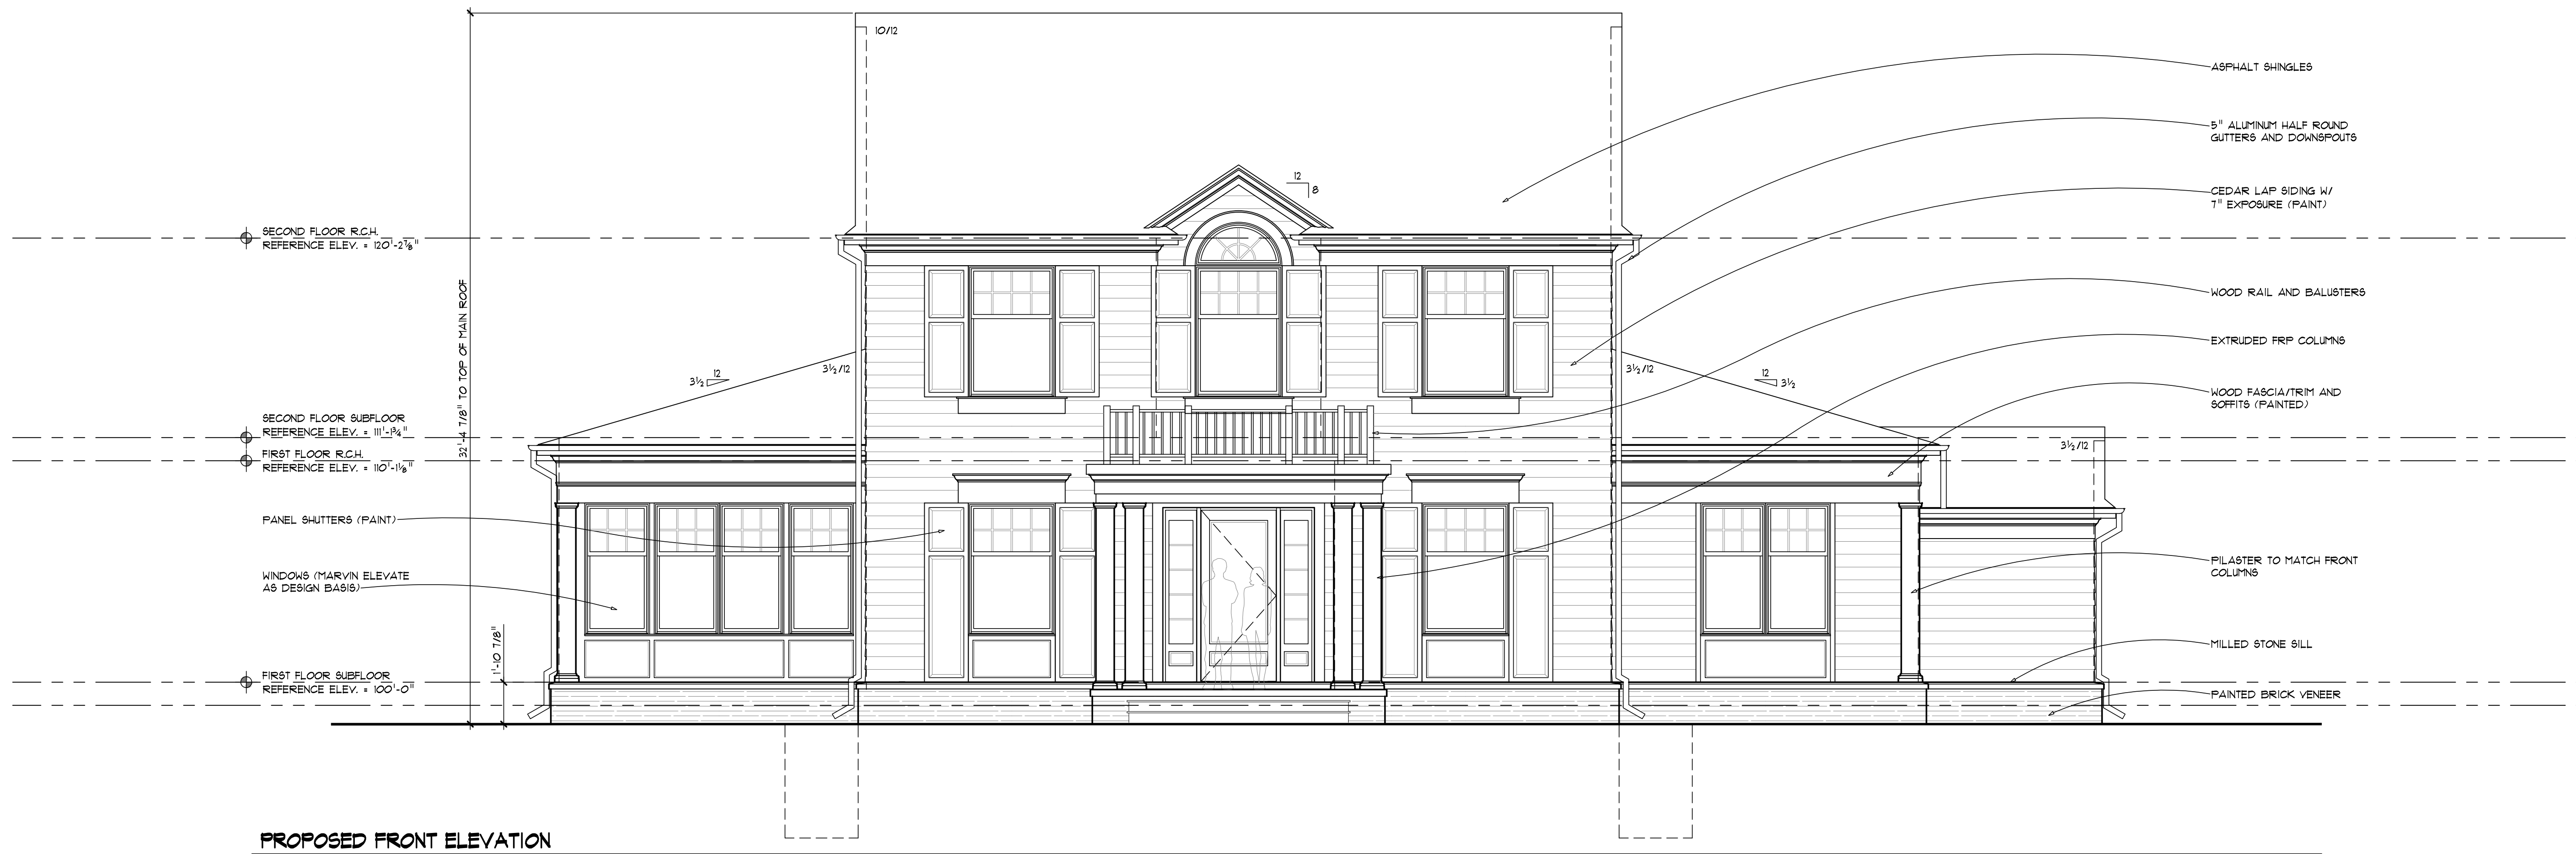 10/12
ASPHALT SHINGLES
5" ALUMINUM HALF ROUND
GUTTERS AND DOWNSPOUTS
12
8
CEDAR LAP SIDING W/
7" EXPOSURE (PAINT)
SECOND FLOOR R.C.H.
REFERENCE ELEV. = 120'-2⅞"
32'-4 7/8" TO TOP OF MAIN ROOF
WOOD RAIL AND BALUSTERS
EXTRUDED FRP COLUMNS
12
3½
3½/12
3½/12
12
3½
WOOD FASCIA/TRIM AND
SOFFITS (PAINTED)
SECOND FLOOR SUBFLOOR
REFERENCE ELEV. = 111'-1¾"
FIRST FLOOR R.C.H.
REFERENCE ELEV. = 110'-1⅛"
3½/12
PANEL SHUTTERS (PAINT)
WINDOWS (MARVIN ELEVATE
AS DESIGN BASIS)
PILASTER TO MATCH FRONT
COLUMNS
1'-10 7/8"
MILLED STONE SILL
FIRST FLOOR SUBFLOOR
REFERENCE ELEV. = 100'-0"
PAINTED BRICK VENEER
PROPOSED FRONT ELEVATION